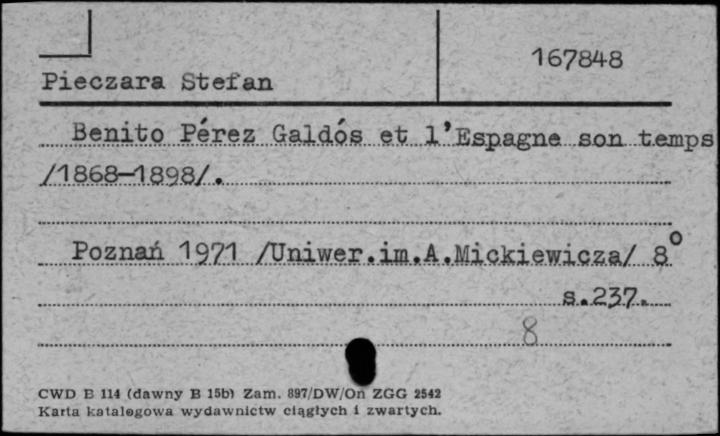 167848
Pieczara Stefan
Benito Pérez Galdós et l'Espagne son temps
/1868-1898/.
Poznań 1971 /Uniwer.im.A.Mickiewicza/ 8°
s.237.
8
CWD E 114 (dawny B 15b) Zam. 897/DW/On ZGG 2542
Karta katalogowa wydawnictw ciągłych i zwartych.